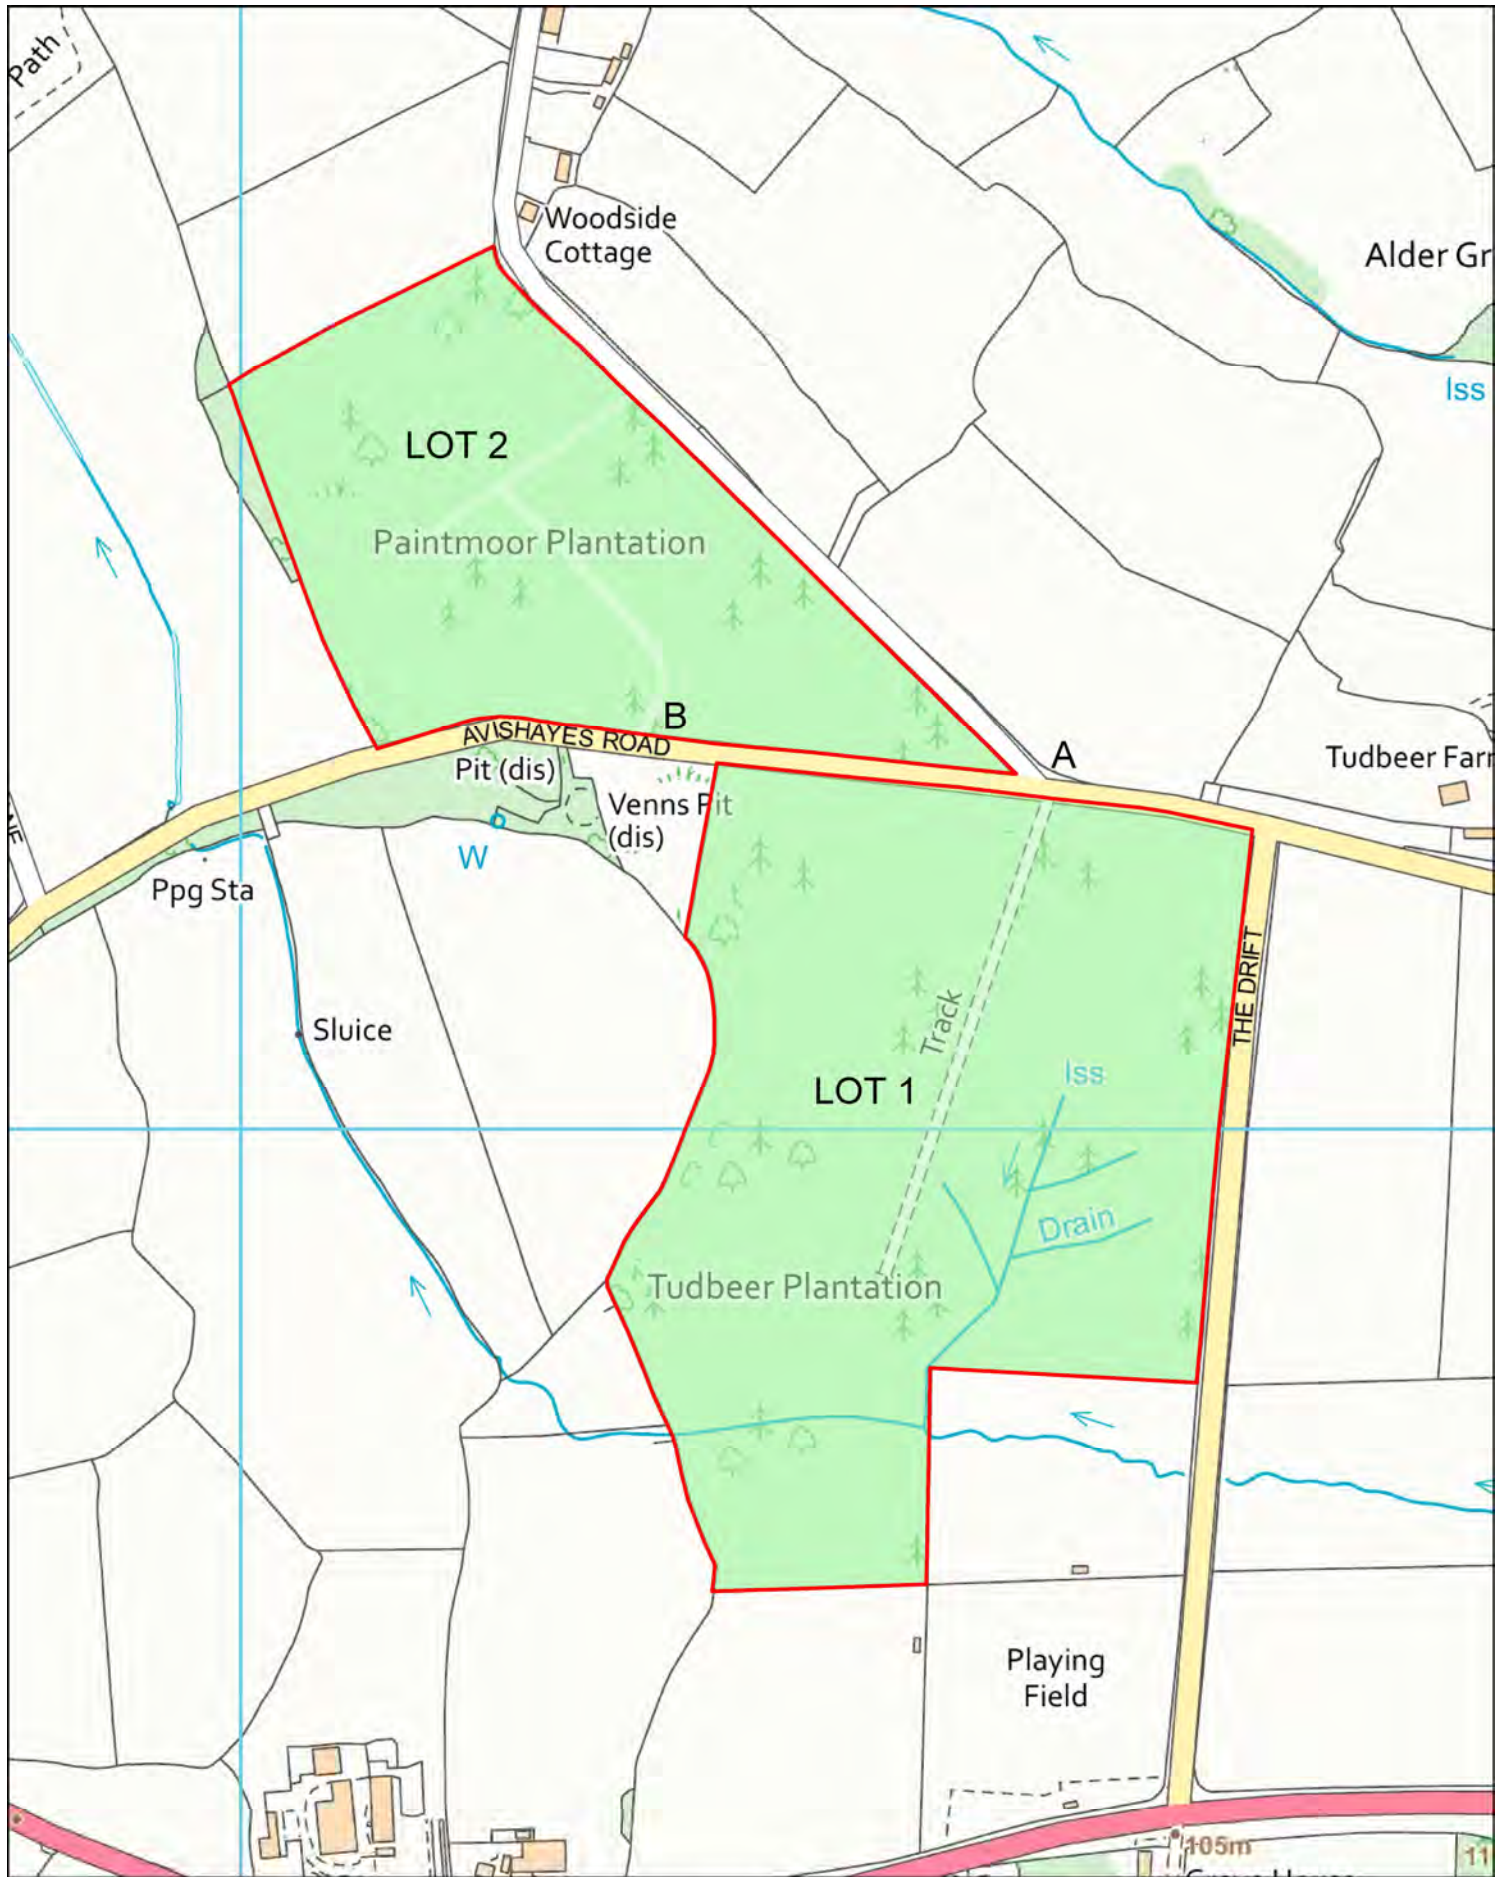 Path
Woodside
Cottage
Alder Gr
Iss
LOT 2
Paintmoor Plantation
B
AVISHAYES ROAD
A
Pit (dis)
Tudbeer Farr
Venns Pit
(dis)
W
Ppg Sta
THE DRIFT
Track
Sluice
Iss
LOT 1
Drain
Tudbeer Plantation
Playing
Field
105m
11